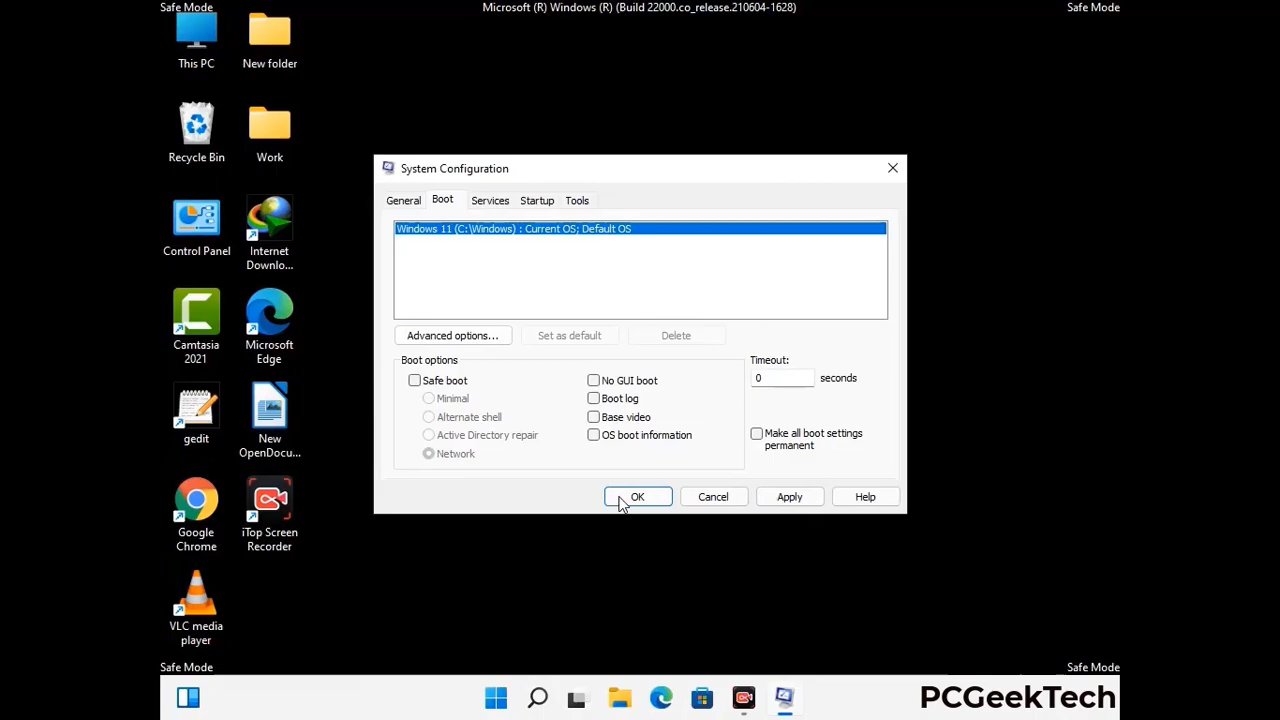 Safe Mode
Microsoft (R) Windows (R) (Build 22000.co_release.210604-1628)
Safe Mode
This PC
New folder
Recycle Bin
Work
Control Panel
Internet
Downlo...
Camtasia
2021
Microsoft
Edge
gedit
New
OpenDocu...
Google
Chrome
iTop Screen
Recorder
VLC media
player
System Configuration
General
Boot
Services
Startup
Tools
Windows 11 (C:\Windows) : Current OS; Default OS
Advanced options...
Set as default
Delete
Boot options
Safe boot
Minimal
Alternate shell
Active Directory repair
Network
No GUI boot
Boot log
Base video
OS boot information
Timeout:
0 seconds
Make all boot settings
permanent
OK
Cancel
Apply
Help
Safe Mode
Safe Mode
PCGeekTech